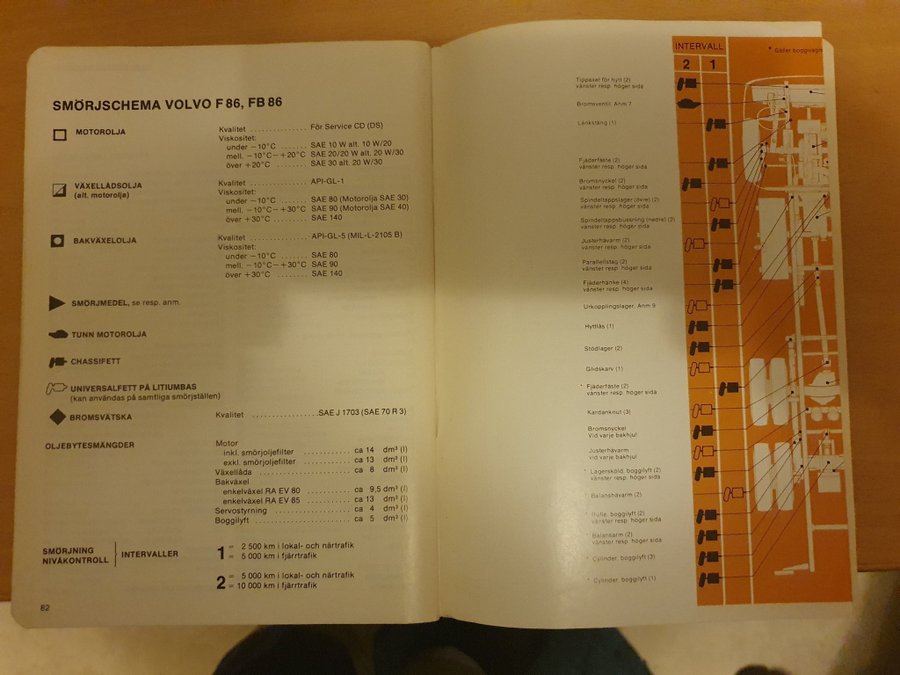 SMÖRJSCHEMA VOLVO F 86, FB 86
MOTOROLJA
Kvalitet ............... För Service CD (DS)
Viskositet:
under −10°C ....... SAE 10 W alt. 10 W/20
mell. −10°C−+20°C SAE 20/20 W alt. 20 W/30
över +20°C ........ SAE 30 alt. 20 W/30
VÄXELLÅDSOLJA
(alt. motorolja)
Kvalitet ............... API-GL-1
Viskositet:
under −10°C ....... SAE 80 (Motorolja SAE 30)
mell. −10°C−+30°C SAE 90 (Motorolja SAE 40)
över +30°C ........ SAE 140
BAKVÄXELOLJA
Kvalitet ............... API-GL-5 (MIL-L-2105 B)
Viskositet:
under −10°C ....... SAE 80
mell. −10°C−+30°C SAE 90
över +30°C ........ SAE 140
SMÖRJMEDEL, se resp. anm.
TUNN MOTOROLJA
CHASSIFETT
UNIVERSALFETT PÅ LITIUMBAS
(kan användas på samtliga smörjställen)
BROMSVÄTSKA
Kvalitet ............... SAE J 1703 (SAE 70 R 3)
OLJEBYTESMÄNGDER
Motor
inkl. smörjoljefilter ........... ca 14 dm³ (l)
exkl. smörjoljefilter ........... ca 13 dm³ (l)
Växellåda ........... ca 8 dm³ (l)
Bakväxel
enkelväxel RA EV 80 ........... ca 9,5 dm³ (l)
enkelväxel RA EV 85 ........... ca 13 dm³ (l)
Servostyrning ........... ca 4 dm³ (l)
Boggilyft ........... ca 5 dm³ (l)
SMÖRJNING
NIVÅKONTROLL } INTERVALLER
1 = 2 500 km i lokal- och närtrafik
= 5 000 km i fjärrtrafik
2 = 5 000 km i lokal- och närtrafik
= 10 000 km i fjärrtrafik
82
INTERVALL
2 1
* Gäller boggivagn
Tippaxel för hytt (2)
vänster resp. höger sida
Bromsventil. Anm 7
Länkstång (1)
Fjäderfäste (2)
vänster resp. höger sida
Bromsnyckel (2)
vänster resp. höger sida
Spindeltappslager (övre) (2)
vänster resp. höger sida
Spindeltappsbussning (nedre) (2)
vänster resp. höger sida
Justerhävarm (2)
vänster resp. höger sida
Parallellstag (2)
vänster resp. höger sida
Fjäderhänke (4)
vänster resp. höger sida
Urkopplingslager. Anm 9
Hyttlås (1)
Stödlager (2)
Glidskarv (1)
* Fjäderfäste (2)
vänster resp. höger sida
Kardanknut (3)
Bromsnyckel
Vid varje bakhjul
Justerhävarm
vid varje bakhjul
* Lagersköld, boggilyft (2)
vänster resp. höger sida
* Balanshävarm (2)
* Rulle, boggilyft (2)
vänster resp. höger sida
* Balansarm (2)
vänster resp. höger sida
* Cylinder, boggilyft (3)
* Cylinder, boggilyft (1)